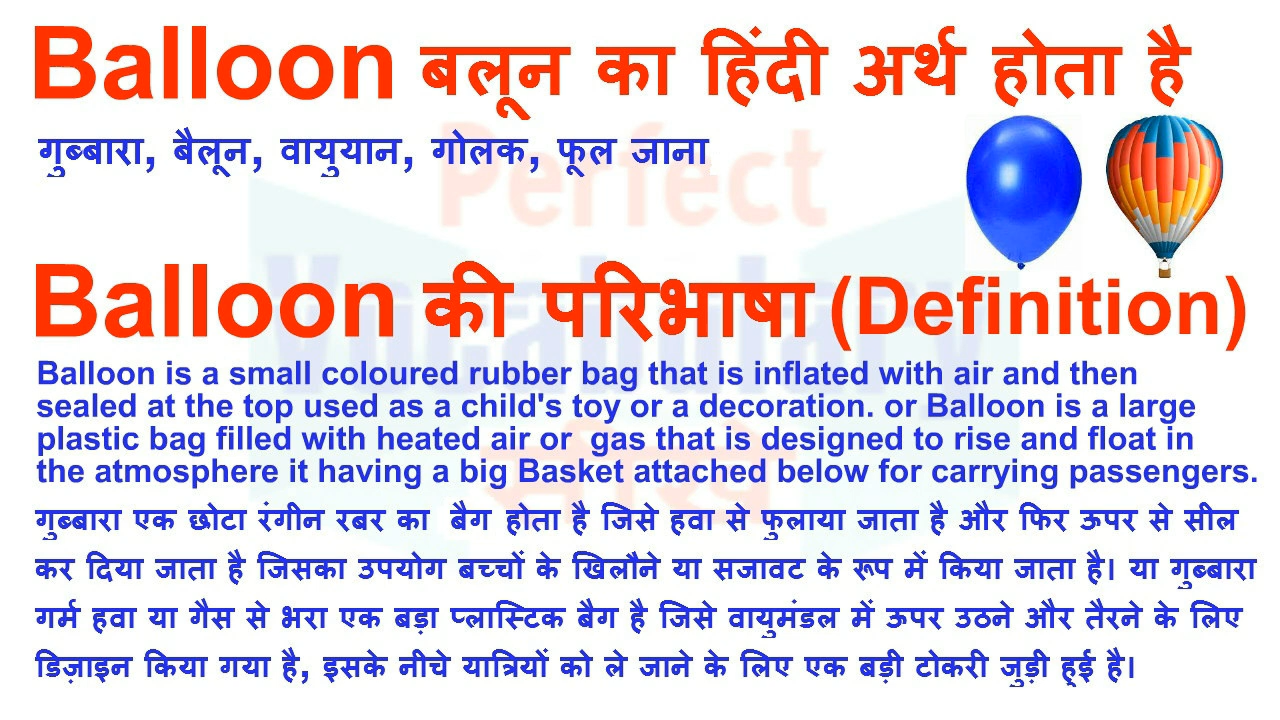 Balloon बलून का हिंदी अर्थ होता है
गुब्बारा, बैलून, वायुयान, गोलक, फूल जाना
Perfect
Vocabulary
Balloon की परिभाषा (Definition)
Balloon is a small coloured rubber bag that is inflated with air and then
sealed at the top used as a child's toy or a decoration. or Balloon is a large
plastic bag filled with heated air or gas that is designed to rise and float in
the atmosphere it having a big Basket attached below for carrying passengers.
सीखे
गुब्बारा एक छोटा रंगीन रबर का बैग होता है जिसे हवा से फुलाया जाता है और फिर ऊपर से सील
कर दिया जाता है जिसका उपयोग बच्चों के खिलौने या सजावट के रूप में किया जाता है। या गुब्बारा
गर्म हवा या गैस से भरा एक बड़ा प्लास्टिक बैग है जिसे वायुमंडल में ऊपर उठने और तैरने के लिए
डिज़ाइन किया गया है, इसके नीचे यात्रियों को ले जाने के लिए एक बड़ी टोकरी जुड़ी हुई है।